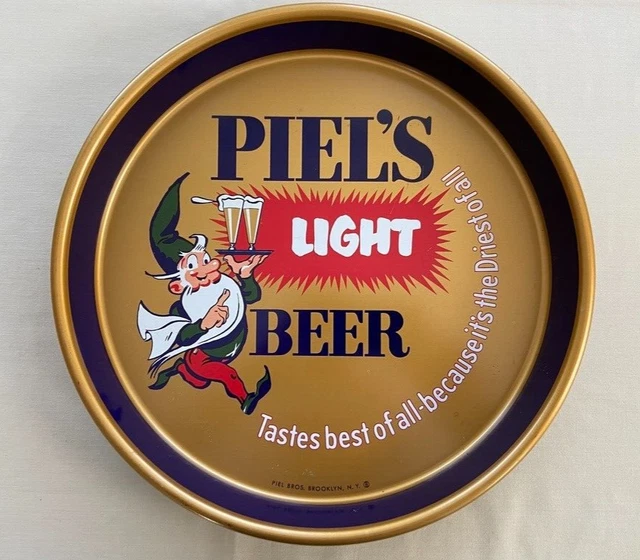 PIEL'S
LIGHT
BEER
Tastes best of all-because it's the Driest of all
PIEL BROS. BROOKLYN, N. Y.